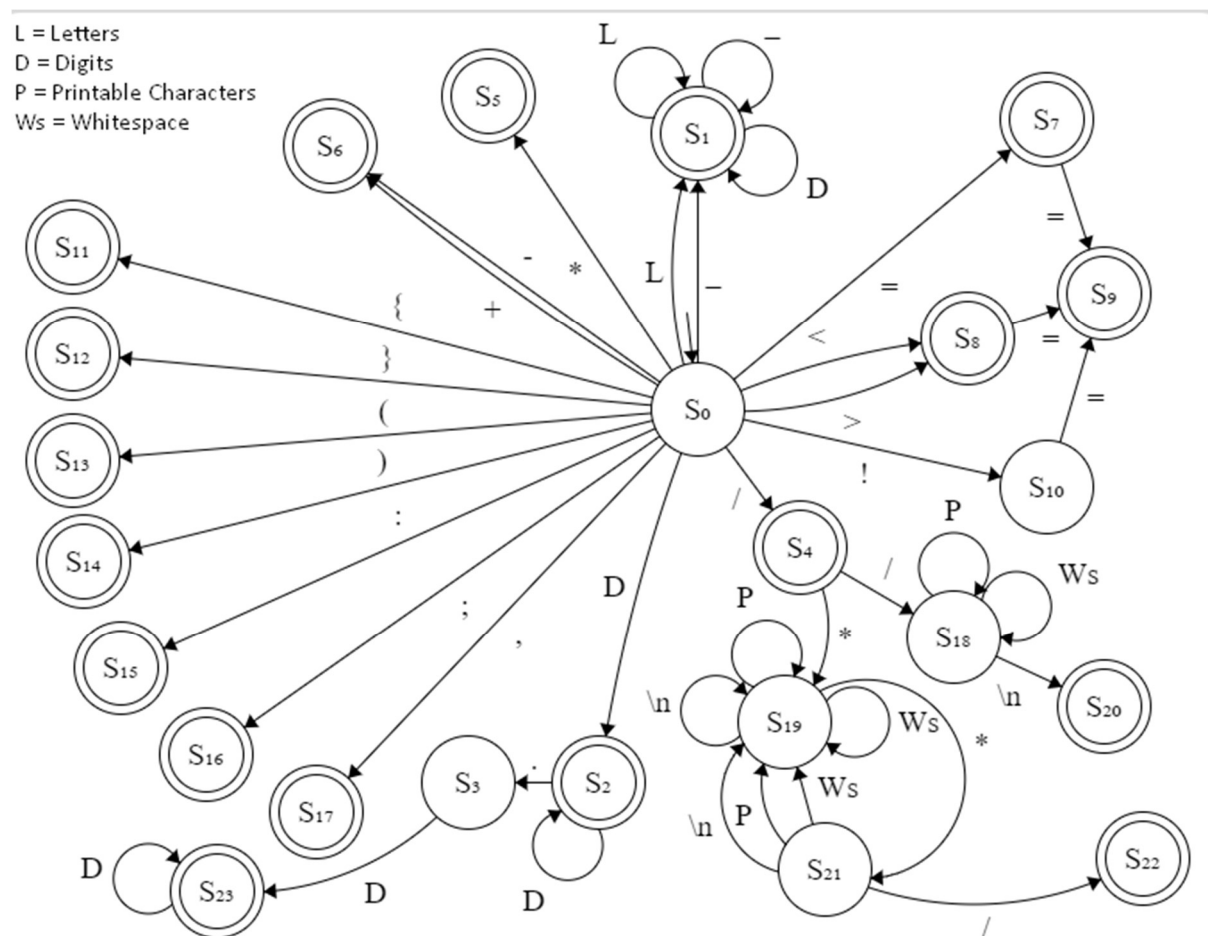 L = Letters
D = Digits
P = Printable Characters
Ws = Whitespace
L
_
S₅
S₇
S₁
S₆
D
S₁₁
=
-
*
L
_
S₉
{
+
=
<
S₈
=
S₁₂
}
S₀
=
(
>
S₁₃
)
!
S₁₀
/
P
:
S₁₄
S₄
/
Ws
D
P
;
*
S₁₈
,
S₁₅
\n
\n
S₁₉
Ws
S₂₀
*
S₁₆
.
S₃
S₂
Ws
S₁₇
\n
P
D
S₂₃
D
D
S₂₁
S₂₂
/